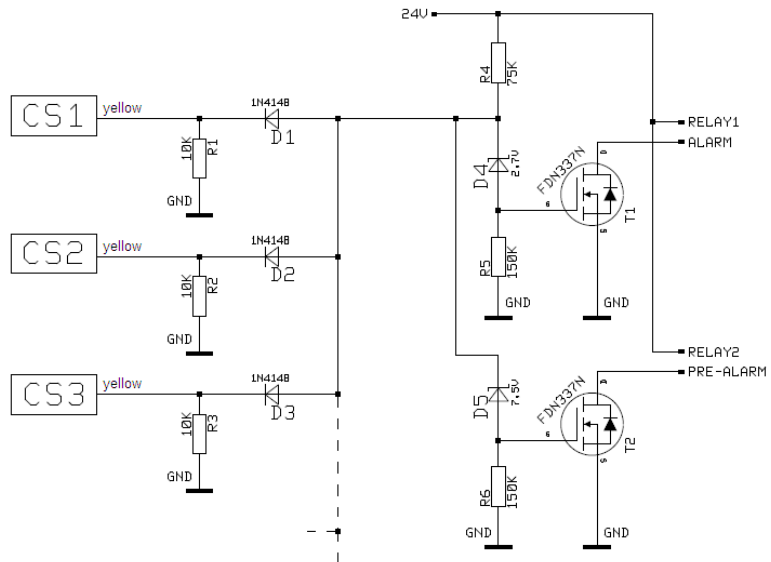 24V
R4
75K
CS1
yellow
1N4148
D1
10K
R1
GND
RELAY1
ALARM
D4
2.7V
FDN337N
D
G
S
T1
CS2
yellow
1N4148
D2
10K
R2
GND
R5
150K
GND
GND
RELAY2
PRE-ALARM
CS3
yellow
1N4148
D3
10K
R3
GND
D5
7.5V
FDN337N
D
G
S
T2
R6
150K
GND
GND